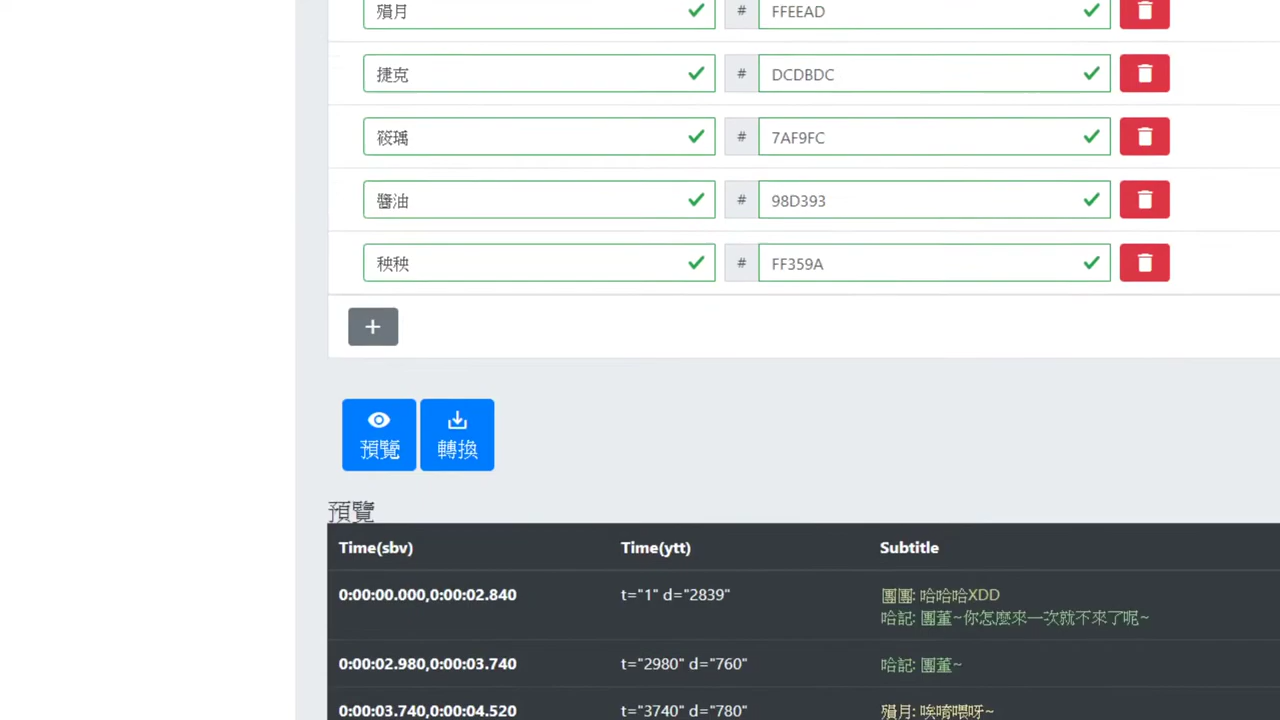 殞月 # FFEEAD
捷克 # DCDBDC
筱瑀 # 7AF9FC
醬油 # 98D393
秧秧 # FF359A
+
預覽 轉換
預覽
Time(sbv) Time(ytt) Subtitle
0:00:00.000,0:00:02.840 t="1" d="2839" 團團: 哈哈哈XDD
哈記: 團董~你怎麼來一次就不來了呢~
0:00:02.980,0:00:03.740 t="2980" d="760" 哈記: 團董~
0:00:03.740,0:00:04.520 t="3740" d="780" 殞月: 唉唷喂呀~